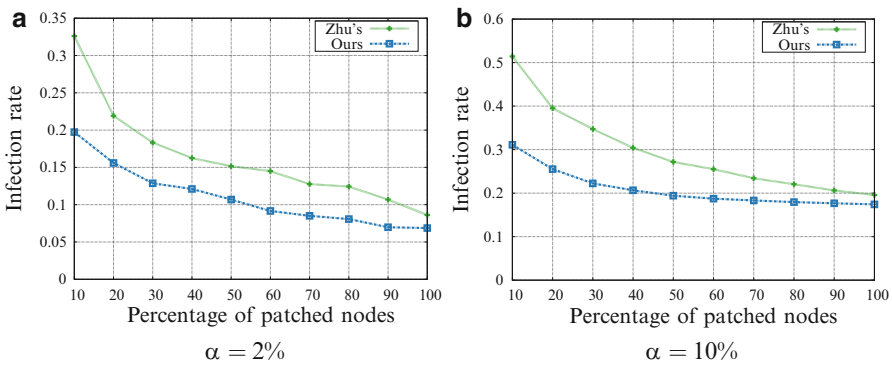 a
Infection rate
0.35
0.3
0.25
0.2
0.15
0.1
0.05
0
Zhu's
Ours
10 20 30 40 50 60 70 80 90 100
Percentage of patched nodes
α = 2%
b
Infection rate
0.6
0.5
0.4
0.3
0.2
0.1
0
Zhu's
Ours
10 20 30 40 50 60 70 80 90 100
Percentage of patched nodes
α = 10%